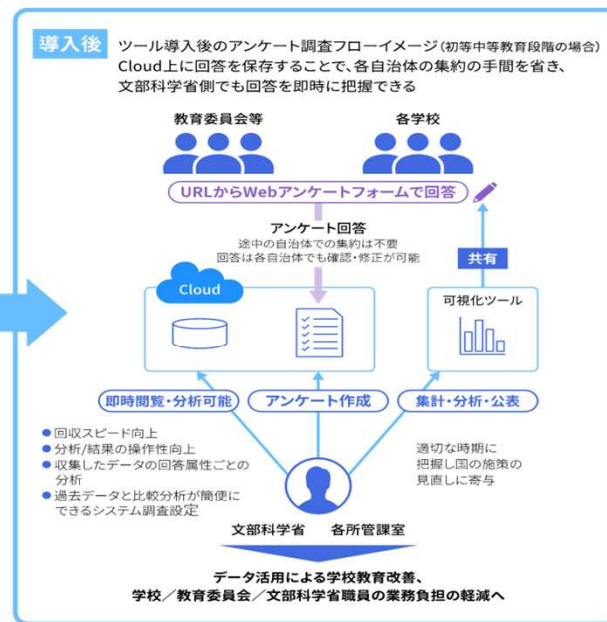 導入後
ツール導入後のアンケート調査フローイメージ(初等中等教育段階の場合)
Cloud上に回答を保存することで、各自治体の集約の手間を省き、
文部科学省側でも回答を即時に把握できる
教育委員会等
各学校
URLからWebアンケートフォームで回答
アンケート回答
途中の自治体での集約は不要
回答は各自治体でも確認・修正が可能
共有
Cloud
可視化ツール
即時閲覧・分析可能
アンケート作成
集計・分析・公表
●回収スピード向上
●分析/結果の操作性向上
●収集したデータの回答属性ごとの
分析
●過去データと比較分析が簡便に
できるシステム調査設定
適切な時期に
把握し国の施策の
見直しに寄与
文部科学省 各所管課室
データ活用による学校教育改善、
学校／教育委員会／文部科学省職員の業務負担の軽減へ